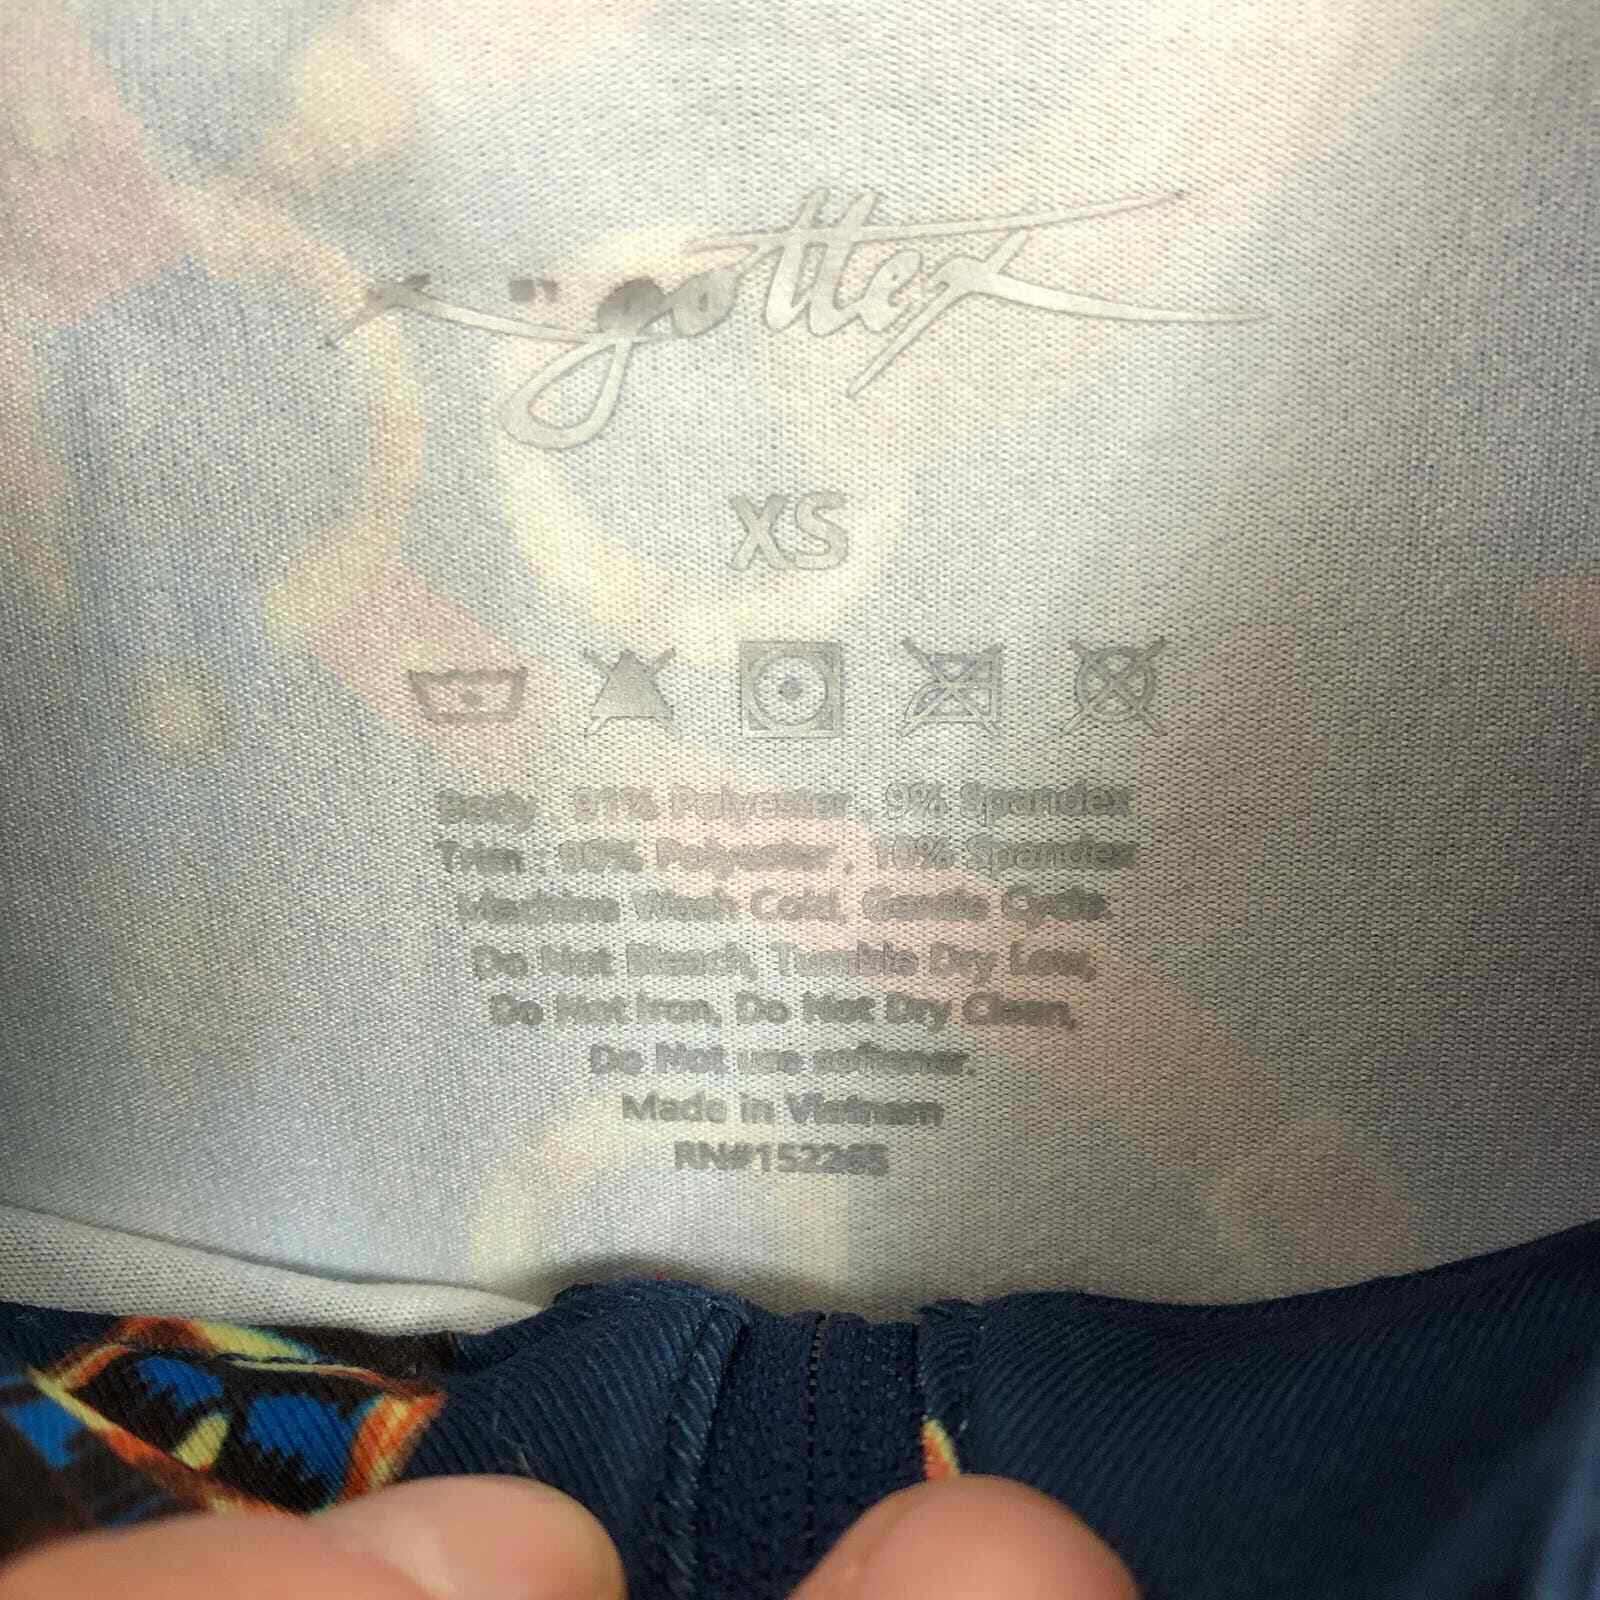 gottex
XS
Body : 91% Polyester, 9% Spandex
Trim : 90% Polyester, 10% Spandex
Machine Wash Cold, Gentle Cycle.
Do Not Bleach, Tumble Dry Low,
Do Not Iron, Do Not Dry Clean,
Do Not use softener.
Made in Vietnam
RN#152265